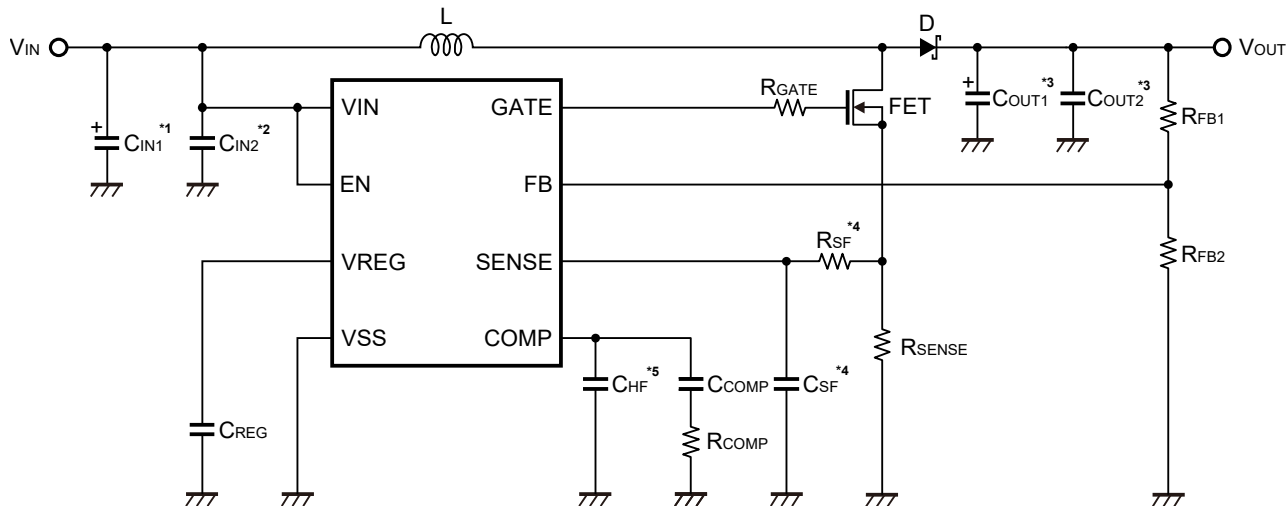 L
D
VIN
VOUT
VIN
GATE
RGATE
FET
COUT1*3
COUT2*3
RFB1
+
CIN1*1
CIN2*2
+
EN
FB
RSF*4
VREG
SENSE
RFB2
VSS
COMP
RSENSE
CHF*5
CCOMP
CSF*4
CREG
RCOMP